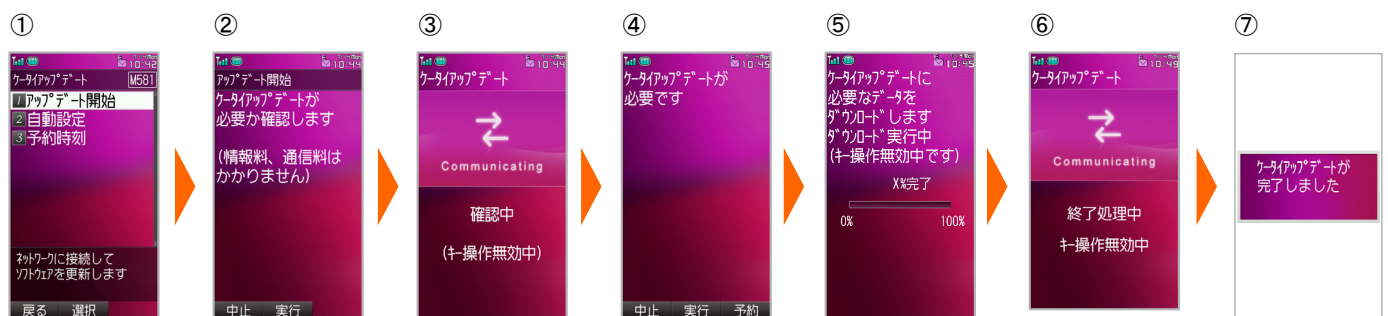 ①
10:42
ケータイアップデート M581
1 アップデート開始
2 自動設定
3 予約時刻
ネットワークに接続して
ソフトウェアを更新します
戻る 選択
②
10:44
アップデート開始
ケータイアップデートが
必要か確認します
(情報料、通信料は
かかりません)
中止 実行
③
10:44
ケータイアップデート
Communicating
確認中
(キー操作無効中)
④
10:45
ケータイアップデートが
必要です
中止 実行 予約
⑤
10:45
ケータイアップデートに
必要なデータを
ダウンロードします
ダウンロード実行中
(キー操作無効中です)
X%完了
0% 100%
⑥
10:49
ケータイアップデート
Communicating
終了処理中
キー操作無効中
⑦
ケータイアップデートが
完了しました